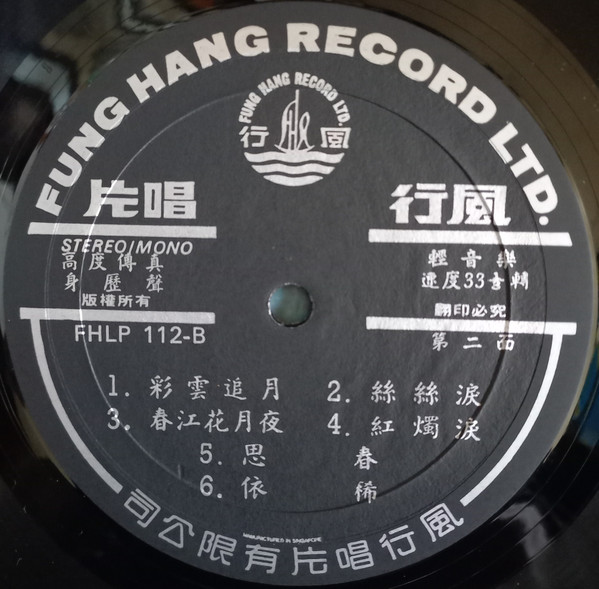 FUNG HANG RECORD LTD.
FUNG HANG RECORD LTD.
風行
風行
唱片
STEREO/MONO
高度傳真
身歷聲
版權所有
FHLP 112-B
輕音樂
速度33轉
翻印必究
第二面
1. 彩雲追月 2. 絲絲淚
3. 春江花月夜 4. 紅燭淚
5. 思春
6. 依稀
MANUFACTURED IN SINGAPORE
風行唱片有限公司